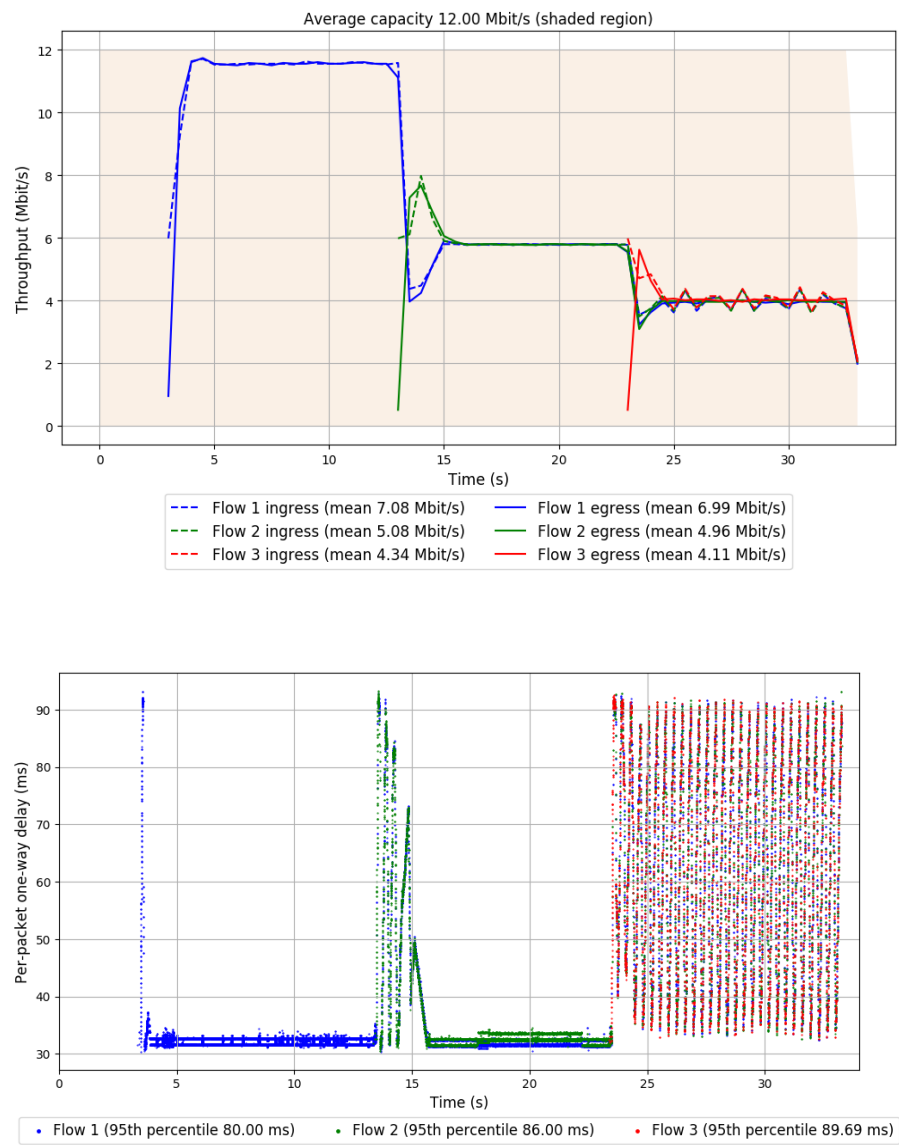 Average capacity 12.00 Mbit/s (shaded region)
Throughput (Mbit/s)
12
10
8
6
4
2
0
0 5 10 15 20 25 30
Time (s)
Flow 1 ingress (mean 7.08 Mbit/s) Flow 1 egress (mean 6.99 Mbit/s)
Flow 2 ingress (mean 5.08 Mbit/s) Flow 2 egress (mean 4.96 Mbit/s)
Flow 3 ingress (mean 4.34 Mbit/s) Flow 3 egress (mean 4.11 Mbit/s)
Per-packet one-way delay (ms)
90
80
70
60
50
40
30
0 5 10 15 20 25 30
Time (s)
Flow 1 (95th percentile 80.00 ms) Flow 2 (95th percentile 86.00 ms) Flow 3 (95th percentile 89.69 ms)